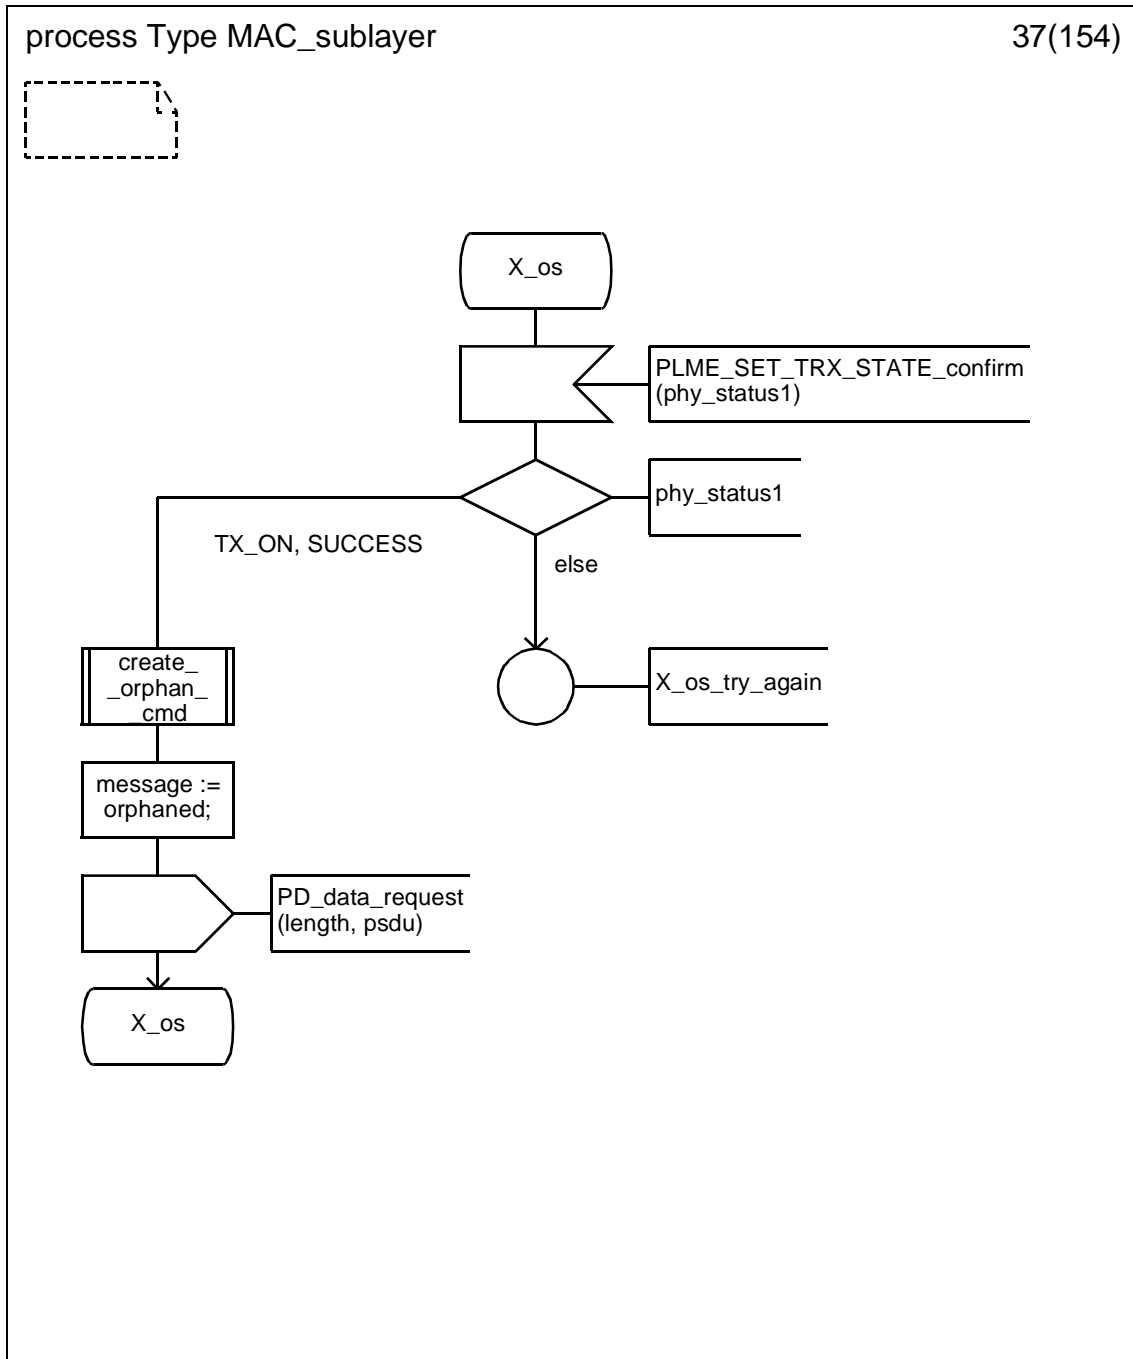 process Type MAC_sublayer
37(154)
X_os
PLME_SET_TRX_STATE_confirm
(phy_status1)
phy_status1
TX_ON, SUCCESS
else
create_
_orphan_
_cmd
X_os_try_again
message :=
orphaned;
PD_data_request
(length, psdu)
X_os